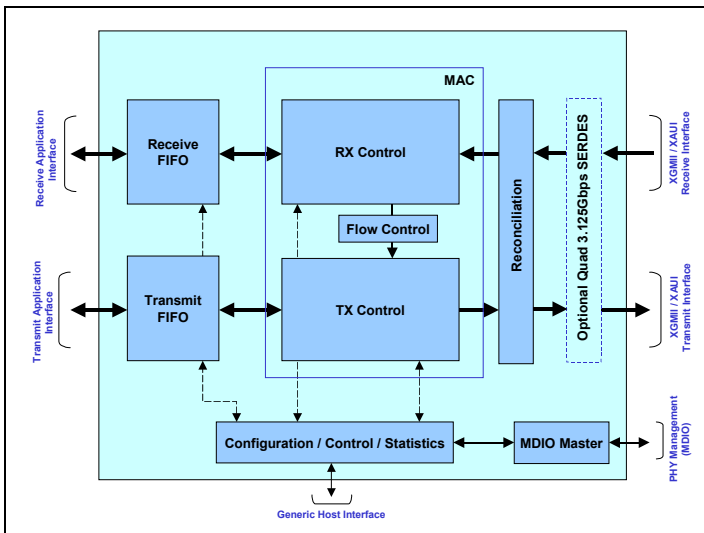 MAC
Receive Application
Interface
Receive
FIFO
RX Control
Flow Control
Reconciliation
Optional Quad 3.125Gbps SERDES
XGMII / XAUI
Receive Interface
Transmit Application
Interface
Transmit
FIFO
TX Control
XGMII / XAUI
Transmit Interface
Configuration / Control / Statistics
MDIO Master
PHY Management
(MDIO)
Generic Host Interface